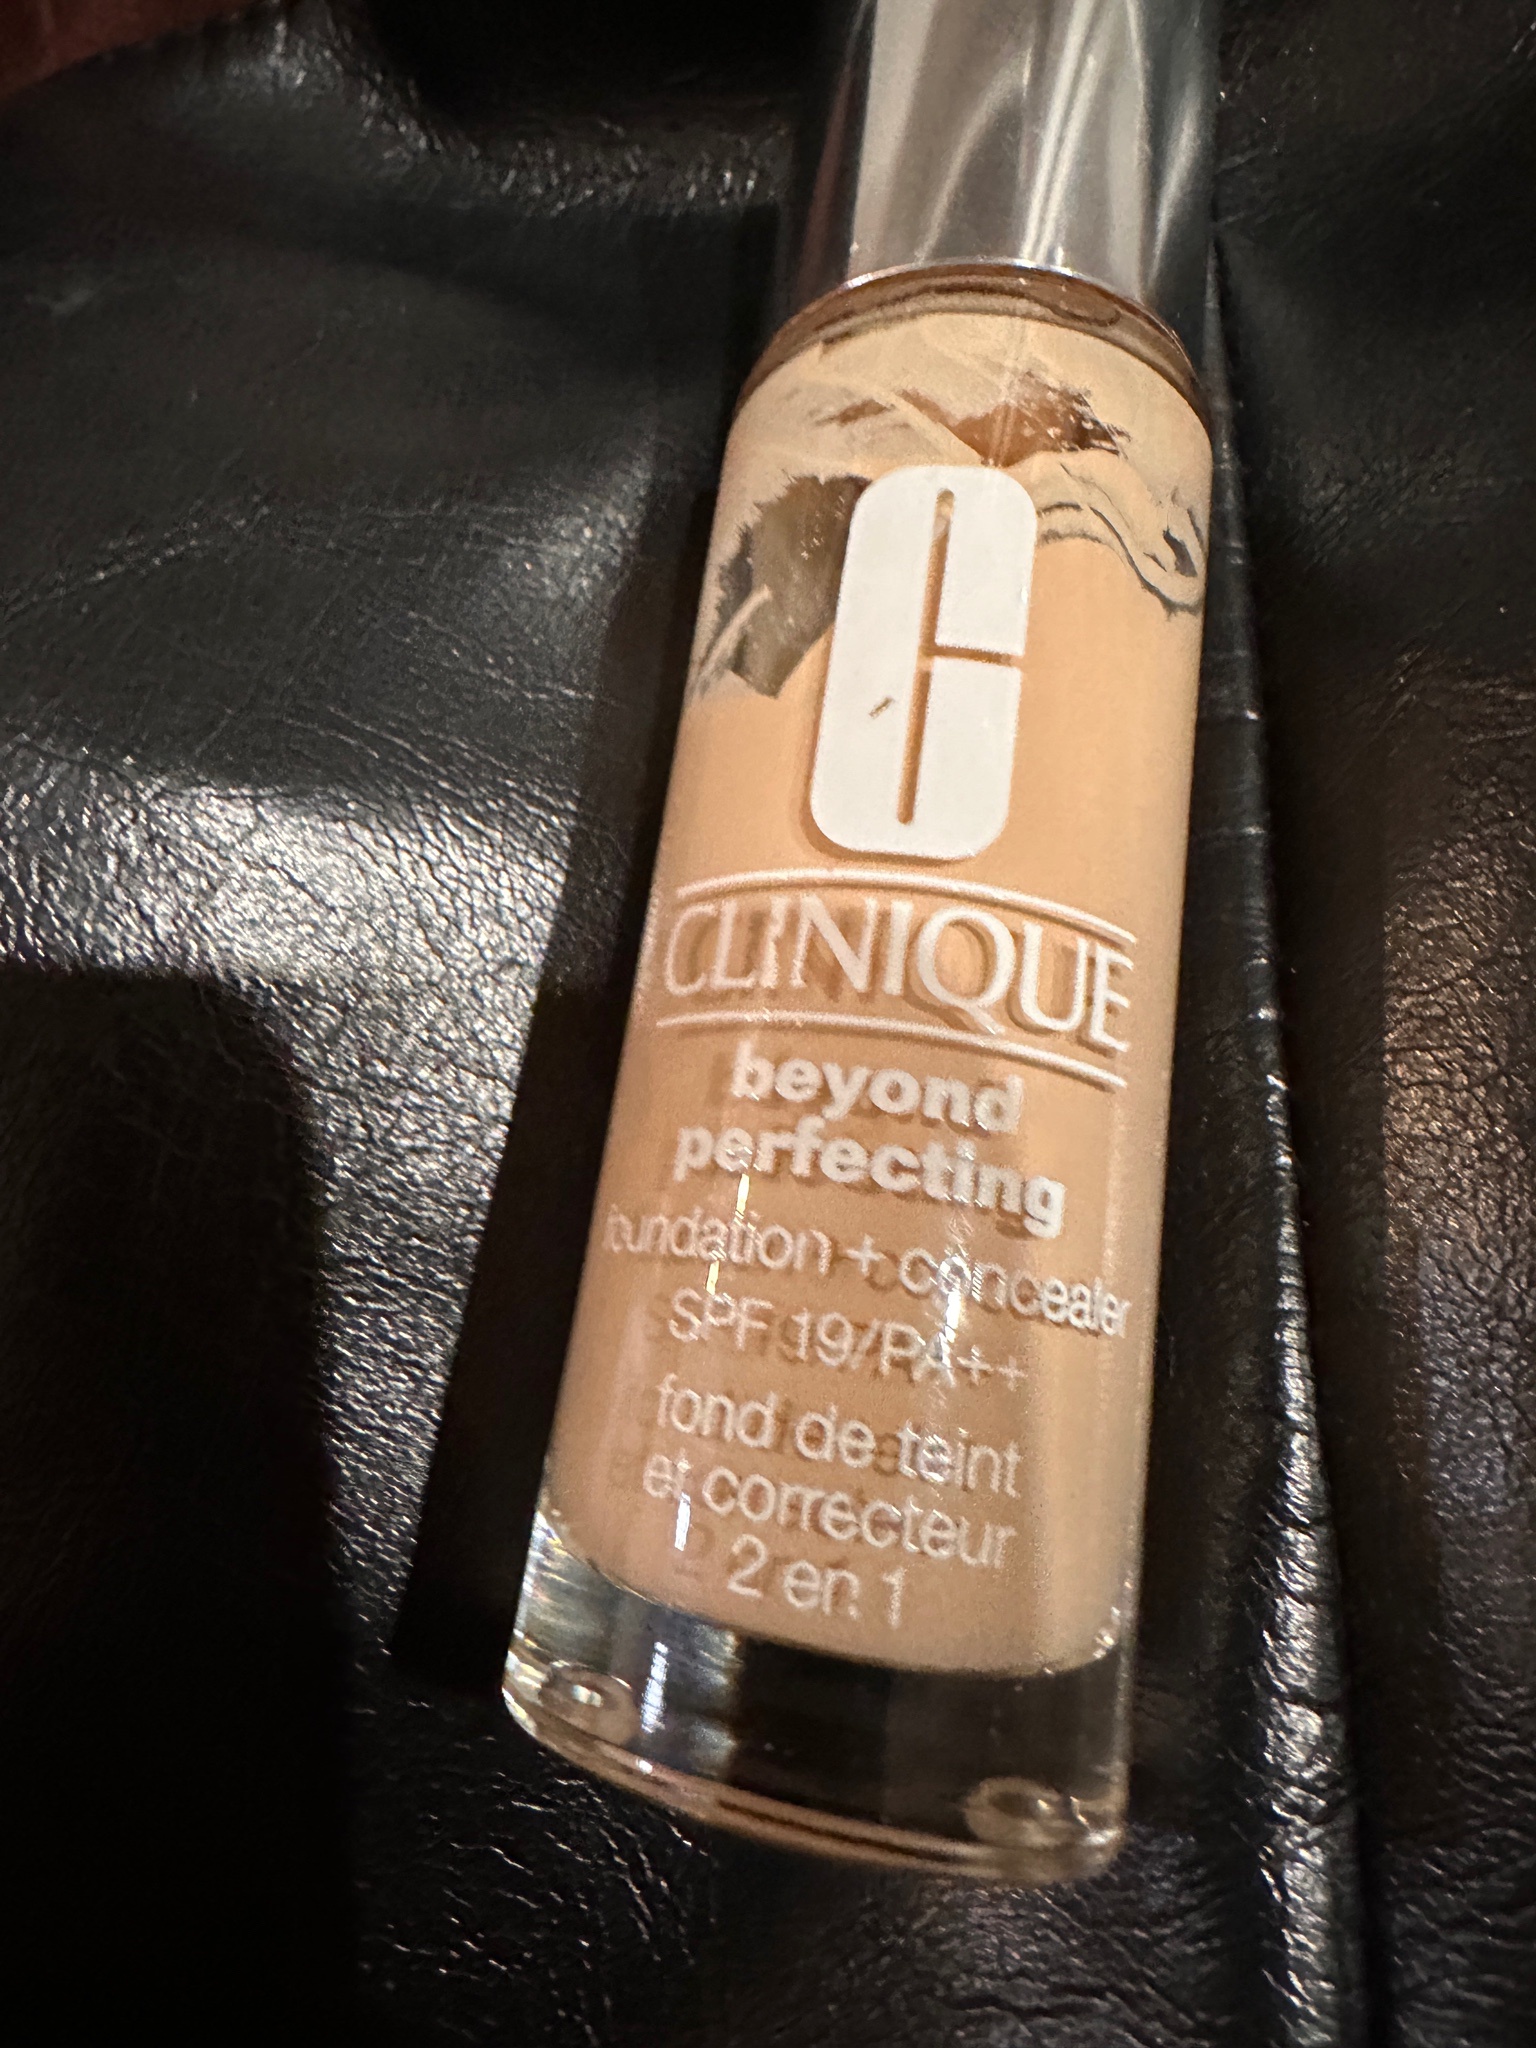 C
CLINIQUE
beyond
perfecting
foundation + concealer
SPF 19/PA++
fond de teint
et correcteur
2 en 1